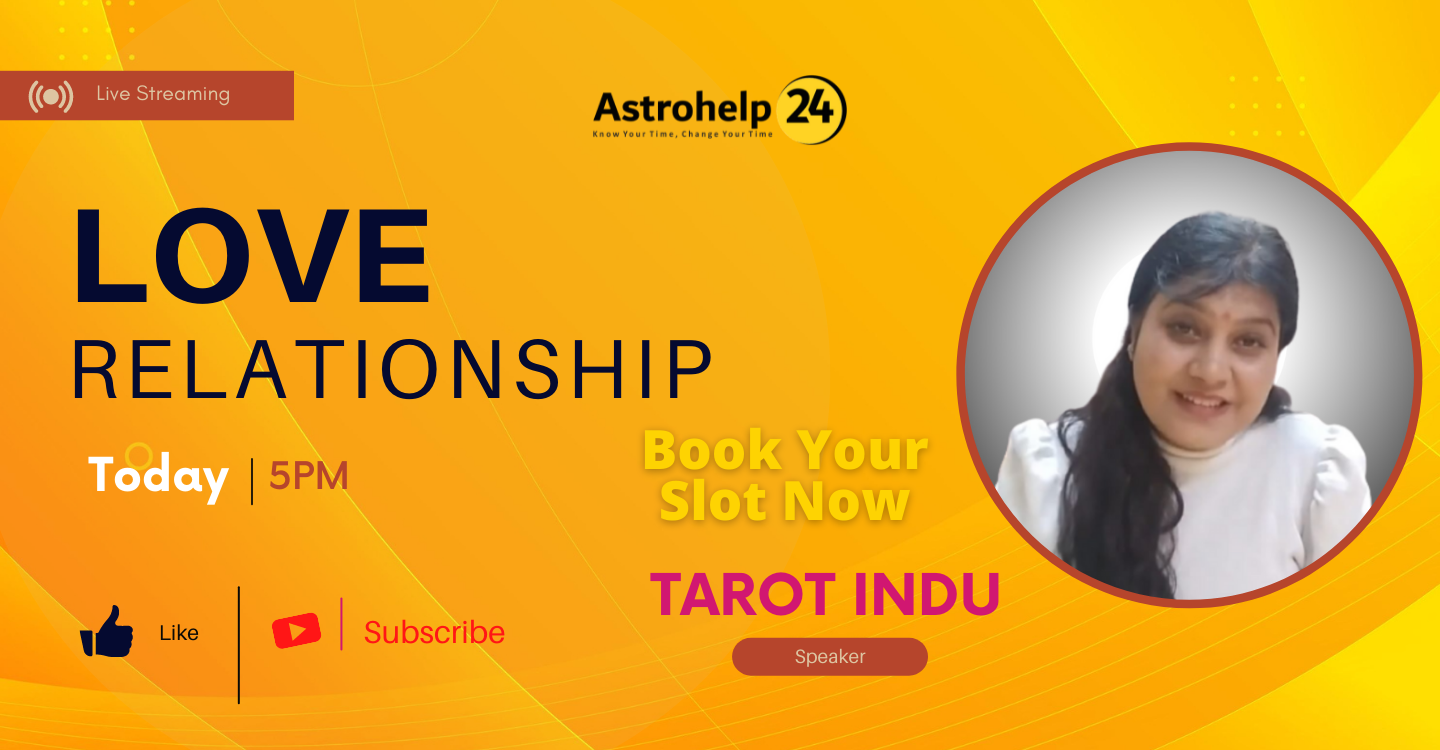 Live Streaming
Astrohelp 24
Know Your Time, Change Your Time
LOVE
RELATIONSHIP
Today
5PM
Book Your
Slot Now
TAROT INDU
Speaker
Like
Subscribe